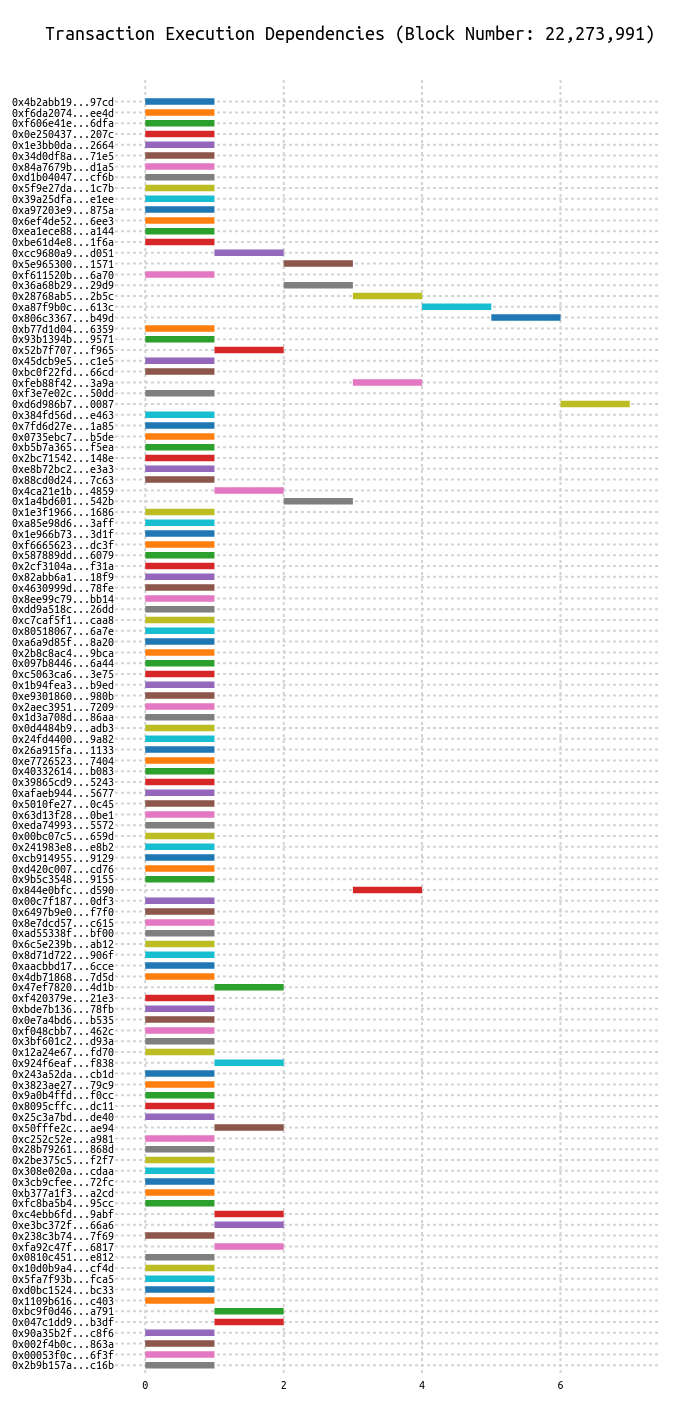 Transaction Execution Dependencies (Block Number: 22,273,991)
0x4b2abb19...97cd
0xf6da2074...ee4d
0xf606e41e...6dfa
0x0e250437...207c
0x1e3bb0da...2664
0x34d0df8a...71e5
0x84a7679b...d1a5
0xd1b04047...cf6b
0x5f9e27da...1c7b
0x39a25dfa...e1ee
0xa97203e9...875a
0x6ef4de52...6ee3
0xea1ece88...a144
0xbe61d4e8...1f6a
0xcc9680a9...d051
0x5e965300...1571
0xf611520b...6a70
0x36a68b29...29d9
0x28768ab5...2b5c
0xa87f9b0c...613c
0x806c3367...b49d
0xb77d1d04...6359
0x93b1394b...9571
0x52b7f707...f965
0x45dcb9e5...c1e5
0xbc0f22fd...66cd
0xfeb88f42...3a9a
0xf3e7e02c...50dd
0xd6d986b7...0087
0x384fd56d...e463
0x7fd6d27e...1a85
0x0735ebc7...b5de
0xb5b7a365...f5ea
0x2bc71542...148e
0xe8b72bc2...e3a3
0x88cd0d24...7c63
0x4ca21e1b...4859
0x1a4bd601...542b
0x1e3f1966...1686
0xa85e98d6...3aff
0x1e966b73...3d1f
0xf6665623...dc3f
0x587889dd...6079
0x2cf3104a...f31a
0x82abb6a1...18f9
0x4630999d...78fe
0x8ee99c79...bb14
0xdd9a518c...26dd
0xc7caf5f1...caa8
0x80518067...6a7e
0xa6a9d85f...8a20
0x2b8c8ac4...9bca
0x097b8446...6a44
0xc5063ca6...3e75
0x1b94fea3...b9ed
0xe9301860...980b
0x2aec3951...7209
0x1d3a708d...86aa
0x0d4484b9...adb3
0x24fd4400...9a82
0x26a915fa...1133
0xe7726523...7404
0x40332614...b083
0x39865cd9...5243
0xafaeb944...5677
0x5010fe27...0c45
0x63d13f28...0be1
0xeda74993...5572
0x00bc07c5...659d
0x241983e8...e8b2
0xcb914955...9129
0xd420c007...cd76
0x9b5c3548...9155
0x844e0bfc...d590
0x00c7f187...0df3
0x6497b9e0...f7f0
0x8e7dcd57...c615
0xad55338f...bf00
0x6c5e239b...ab12
0x8d71d722...906f
0xaacbbd17...6cce
0x4db71868...7d5d
0x47ef7820...4d1b
0xf420379e...21e3
0xbde7b136...78fb
0x0e7a4bd6...b535
0xf048cbb7...462c
0x3bf601c2...d93a
0x12a24e67...fd70
0x924f6eaf...f838
0x243a52da...cb1d
0x3823ae27...79c9
0x9a0b4ffd...f0cc
0x8095cffc...dc11
0x25c3a7bd...de40
0x50fffe2c...ae94
0xc252c52e...a981
0x28b79261...868d
0x2be375c5...f2f7
0x308e020a...cdaa
0x3cb9cfee...72fc
0xb377a1f3...a2cd
0xfc8ba5b4...95cc
0xc4ebb6fd...9abf
0xe3bc372f...66a6
0x238c3b74...7f69
0xfa92c47f...6817
0x0810c451...e812
0x10d0b9a4...cf4d
0x5fa7f93b...fca5
0xd0bc1524...bc33
0x1109b616...c403
0xbc9f0d46...a791
0x047c1dd9...b3df
0x90a35b2f...c8f6
0x002f4b0c...863a
0x00053f0c...6f3f
0x2b9b157a...c16b
0 2 4 6